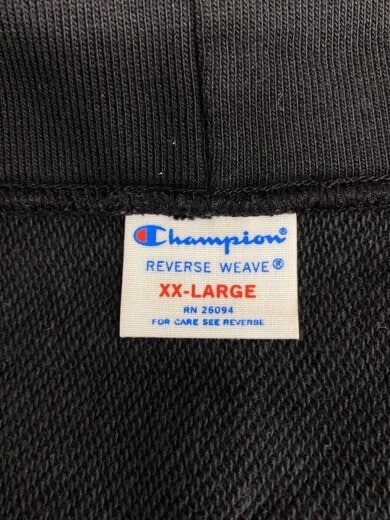 Champion®
REVERSE WEAVE®
XX-LARGE
RN 26094
FOR CARE SEE REVERSE